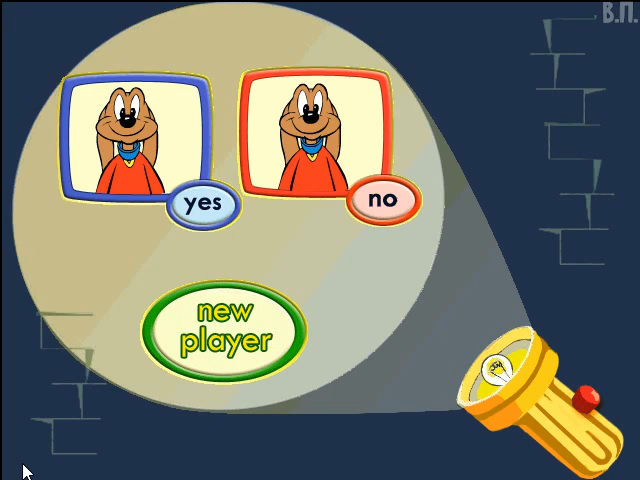 В.П.
yes
no
new
player